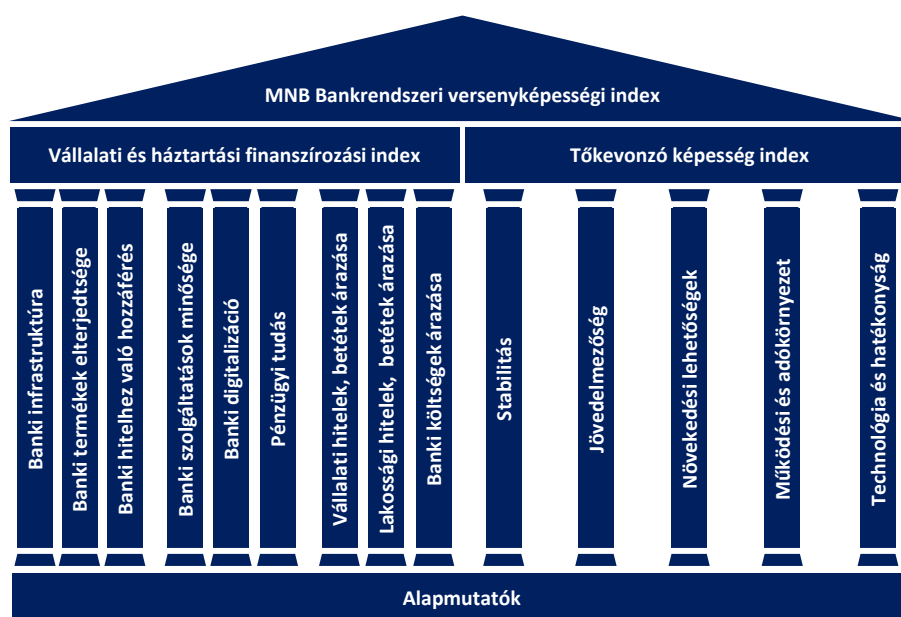 MNB Bankrendszeri versenyképességi index
Vállalati és háztartási finanszírozási index
Tőkevonzó képesség index
Banki infrastruktúra
Banki termékek elterjedtsége
Banki hitelhez való hozzáférés
Banki szolgáltatások minősége
Banki digitalizáció
Pénzügyi tudás
Vállalati hitelek, betétek árazása
Lakossági hitelek, betétek árazása
Banki költségek árazása
Stabilitás
Jövedelmezőség
Növekedési lehetőségek
Működési és adókörnyezet
Technológia és hatékonyság
Alapmutatók